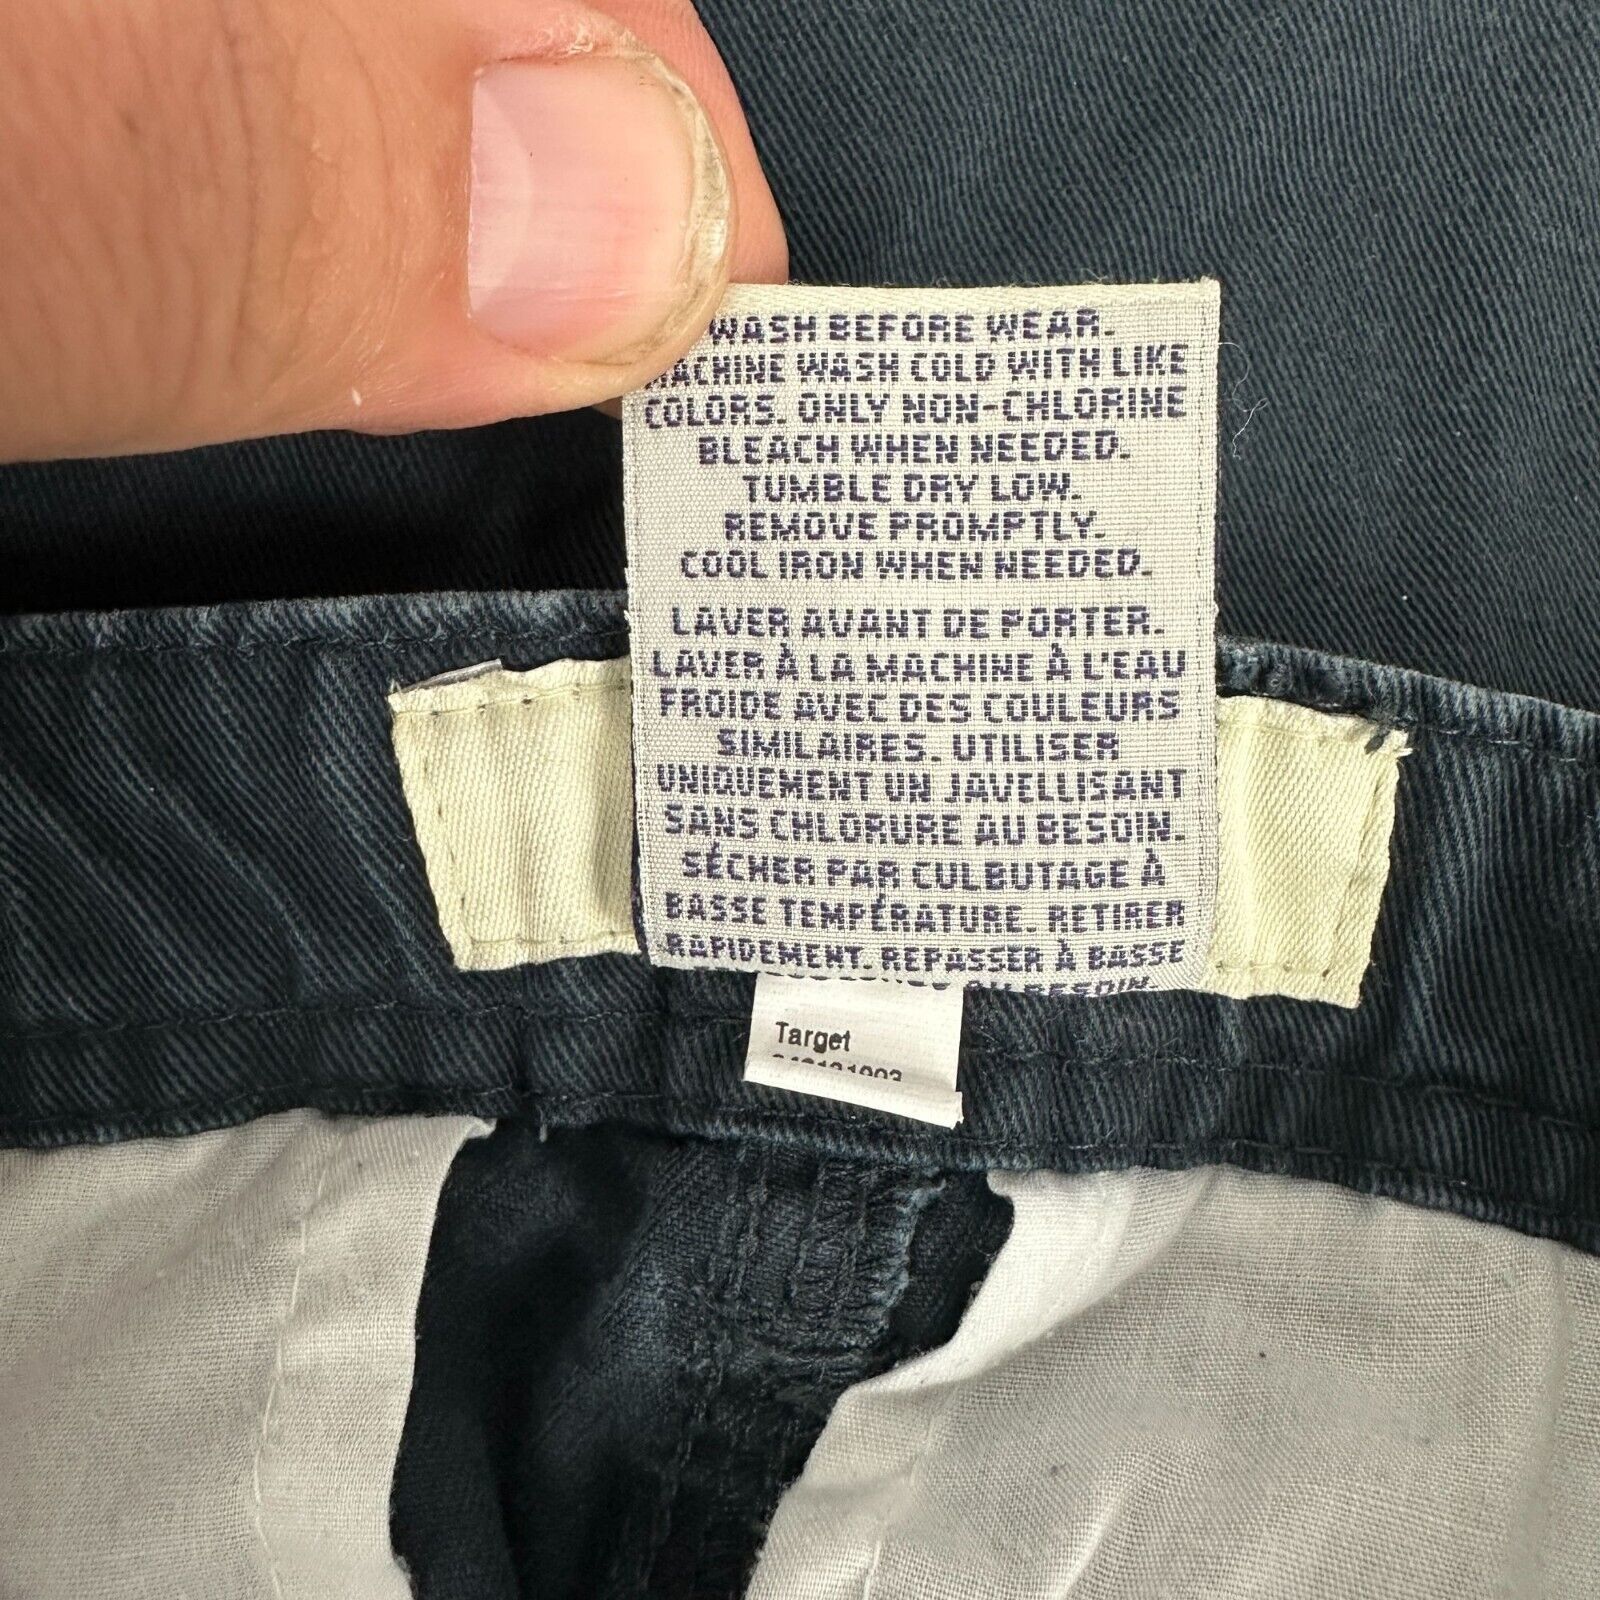 WASH BEFORE WEAR.
MACHINE WASH COLD WITH LIKE
COLORS. ONLY NON-CHLORINE
BLEACH WHEN NEEDED.
TUMBLE DRY LOW.
REMOVE PROMPTLY.
COOL IRON WHEN NEEDED.
LAVER AVANT DE PORTER.
LAVER À LA MACHINE À L'EAU
FROIDE AVEC DES COULEURS
SIMILAIRES. UTILISER
UNIQUEMENT UN JAVELLISANT
SANS CHLORURE AU BESOIN.
SÉCHER PAR CULBUTAGE À
BASSE TEMPÉRATURE. RETIRER
RAPIDEMENT. REPASSER À BASSE
AU BESOIN.
Target